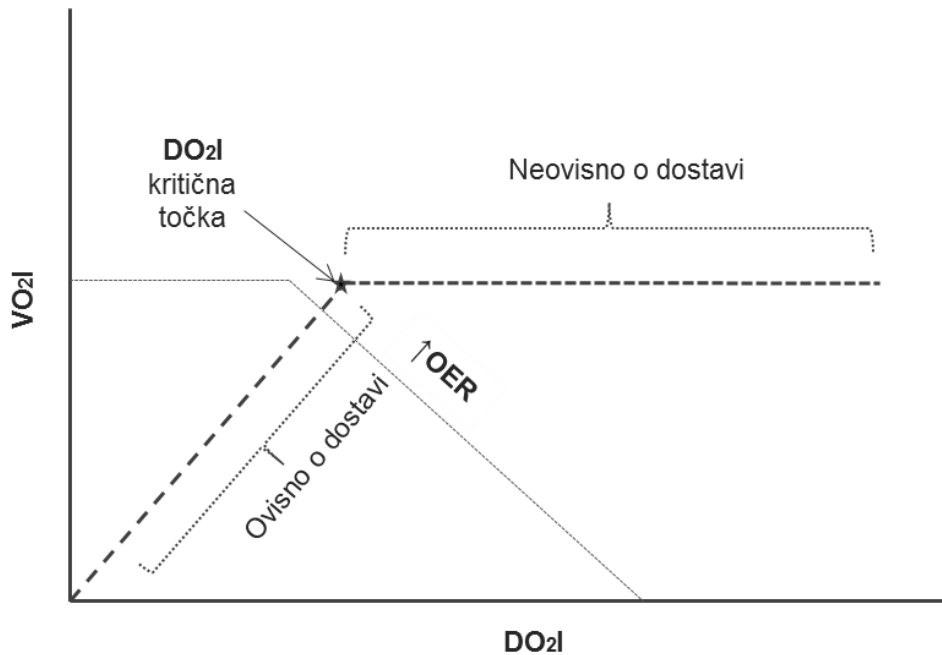 DO₂I
kritična
točka
Neovisno o dostavi
VO₂I
↑OER
Ovisno o dostavi
DO₂I